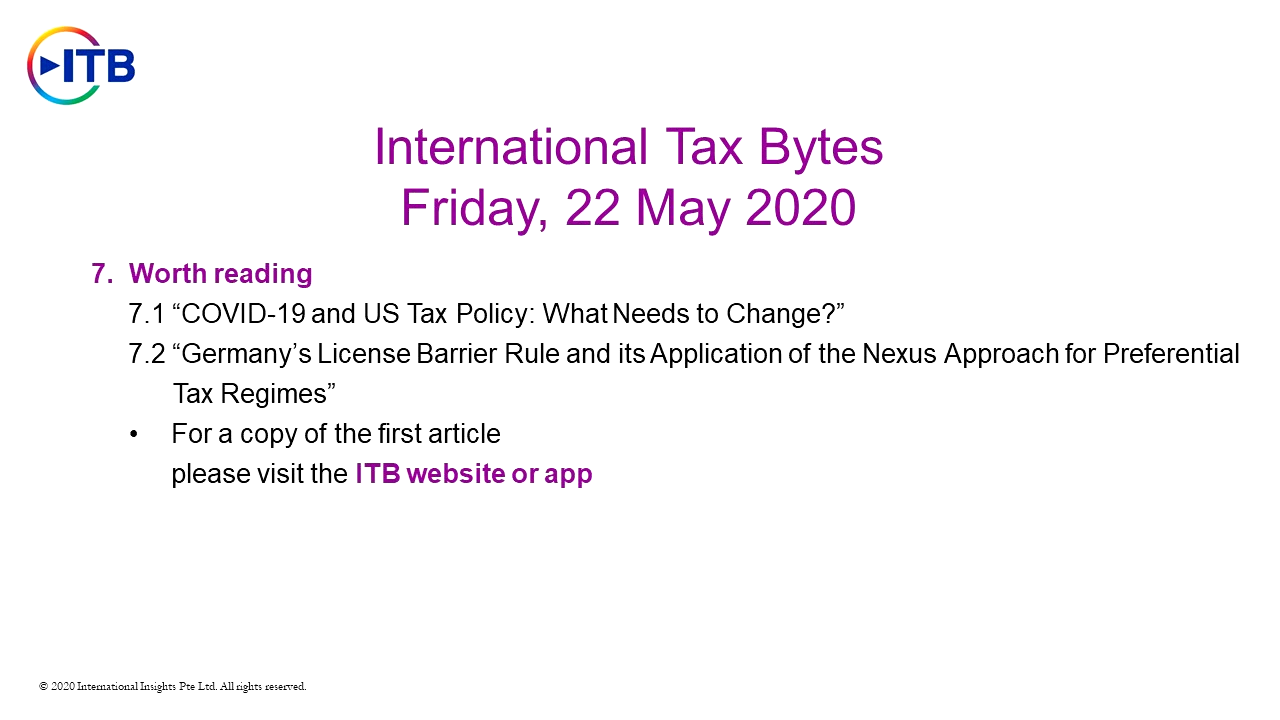 ITB
International Tax Bytes
Friday, 22 May 2020
7. Worth reading
7.1 “COVID-19 and US Tax Policy: What Needs to Change?”
7.2 “Germany’s License Barrier Rule and its Application of the Nexus Approach for Preferential
Tax Regimes”
• For a copy of the first article
please visit the ITB website or app
© 2020 International Insights Pte Ltd. All rights reserved.